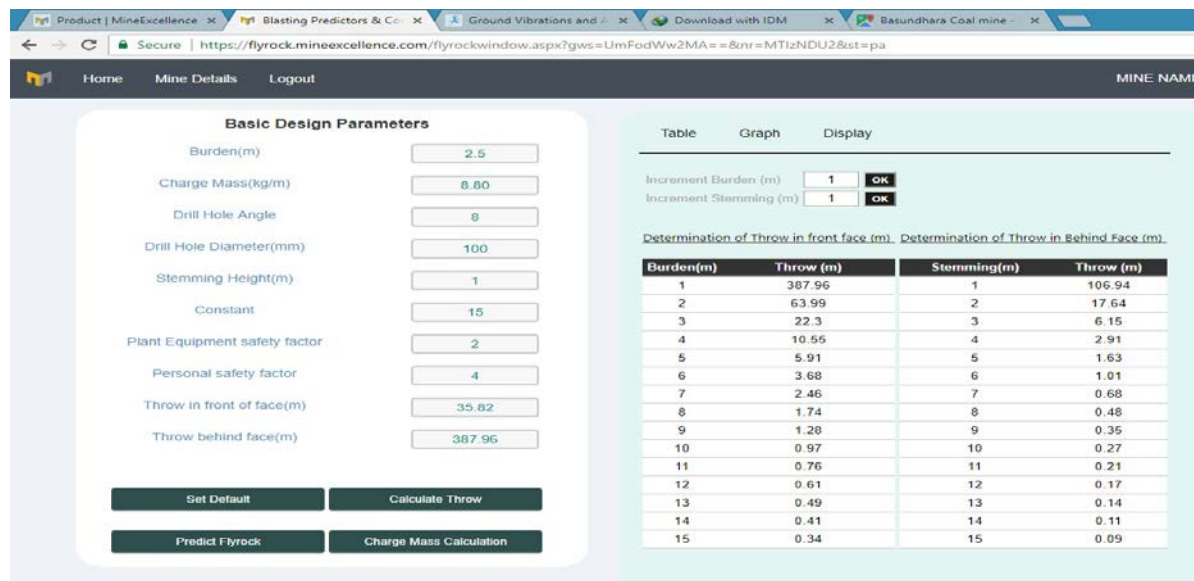 Product | MineExcellence × Blasting Predictors & Co × Ground Vibrations and A × Download with IDM × Basundhara Coal mine - ×
Secure | https://flyrock.mineexcellence.com/flyrockwindow.aspx?gws=UmFodWw2MA==&nr=MTIzNDU2&st=pa
Home Mine Details Logout MINE NAM
Basic Design Parameters
Burden(m) 2.5
Charge Mass(kg/m) 8.80
Drill Hole Angle 8
Drill Hole Diameter(mm) 100
Stemming Height(m) 1
Constant 15
Plant Equipment safety factor 2
Personal safety factor 4
Throw in front of face(m) 35.82
Throw behind face(m) 387.96
Set Default Calculate Throw
Predict Flyrock Charge Mass Calculation
Table Graph Display
Increment Burden (m) 1 OK
Increment Stemming (m) 1 OK
Determination of Throw in front face (m) Determination of Throw in Behind Face (m)
Burden(m) Throw (m) Stemming(m) Throw (m)
1 387.96 1 106.94
2 63.99 2 17.64
3 22.3 3 6.15
4 10.55 4 2.91
5 5.91 5 1.63
6 3.68 6 1.01
7 2.46 7 0.68
8 1.74 8 0.48
9 1.28 9 0.35
10 0.97 10 0.27
11 0.76 11 0.21
12 0.61 12 0.17
13 0.49 13 0.14
14 0.41 14 0.11
15 0.34 15 0.09